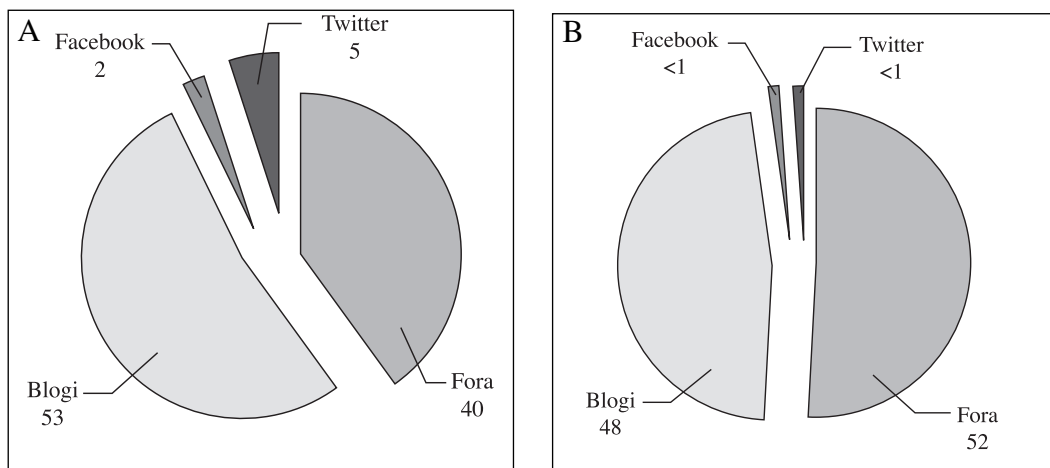 A
Facebook
2
Twitter
5
Blogi
53
Fora
40
B
Facebook
<1
Twitter
<1
Blogi
48
Fora
52